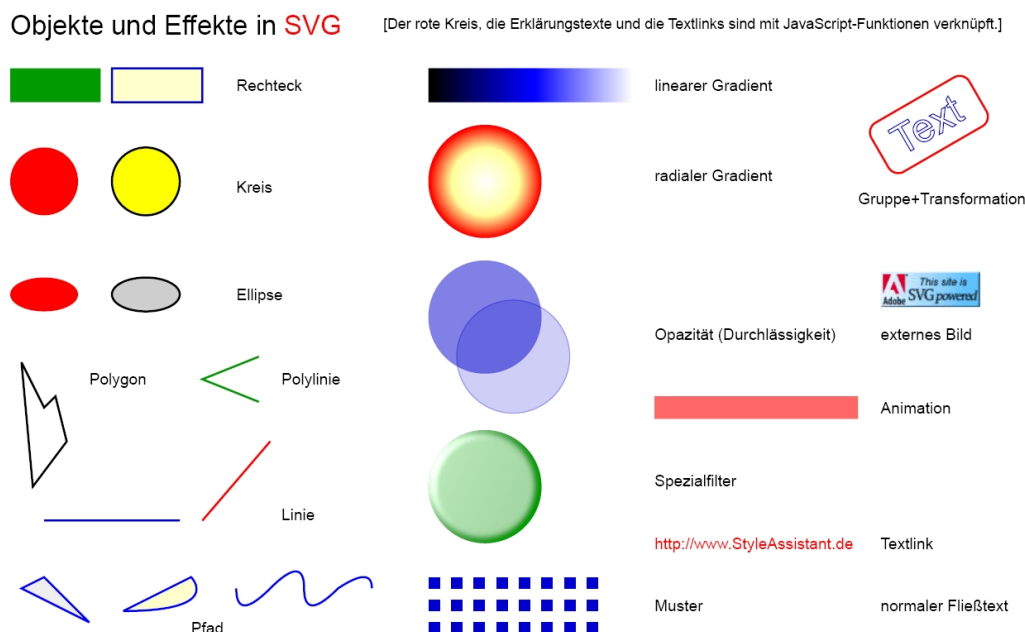 Objekte und Effekte in SVG
[Der rote Kreis, die Erklärungstexte und die Textlinks sind mit JavaScript-Funktionen verknüpft.]
Rechteck
linearer Gradient
Text
Kreis
radialer Gradient
Gruppe+Transformation
Ellipse
This site is
Adobe SVG powered
Opazität (Durchlässigkeit)
externes Bild
Polygon
Polylinie
Animation
Spezialfilter
Linie
http://www.StyleAssistant.de
Textlink
Pfad
Muster
normaler Fließtext